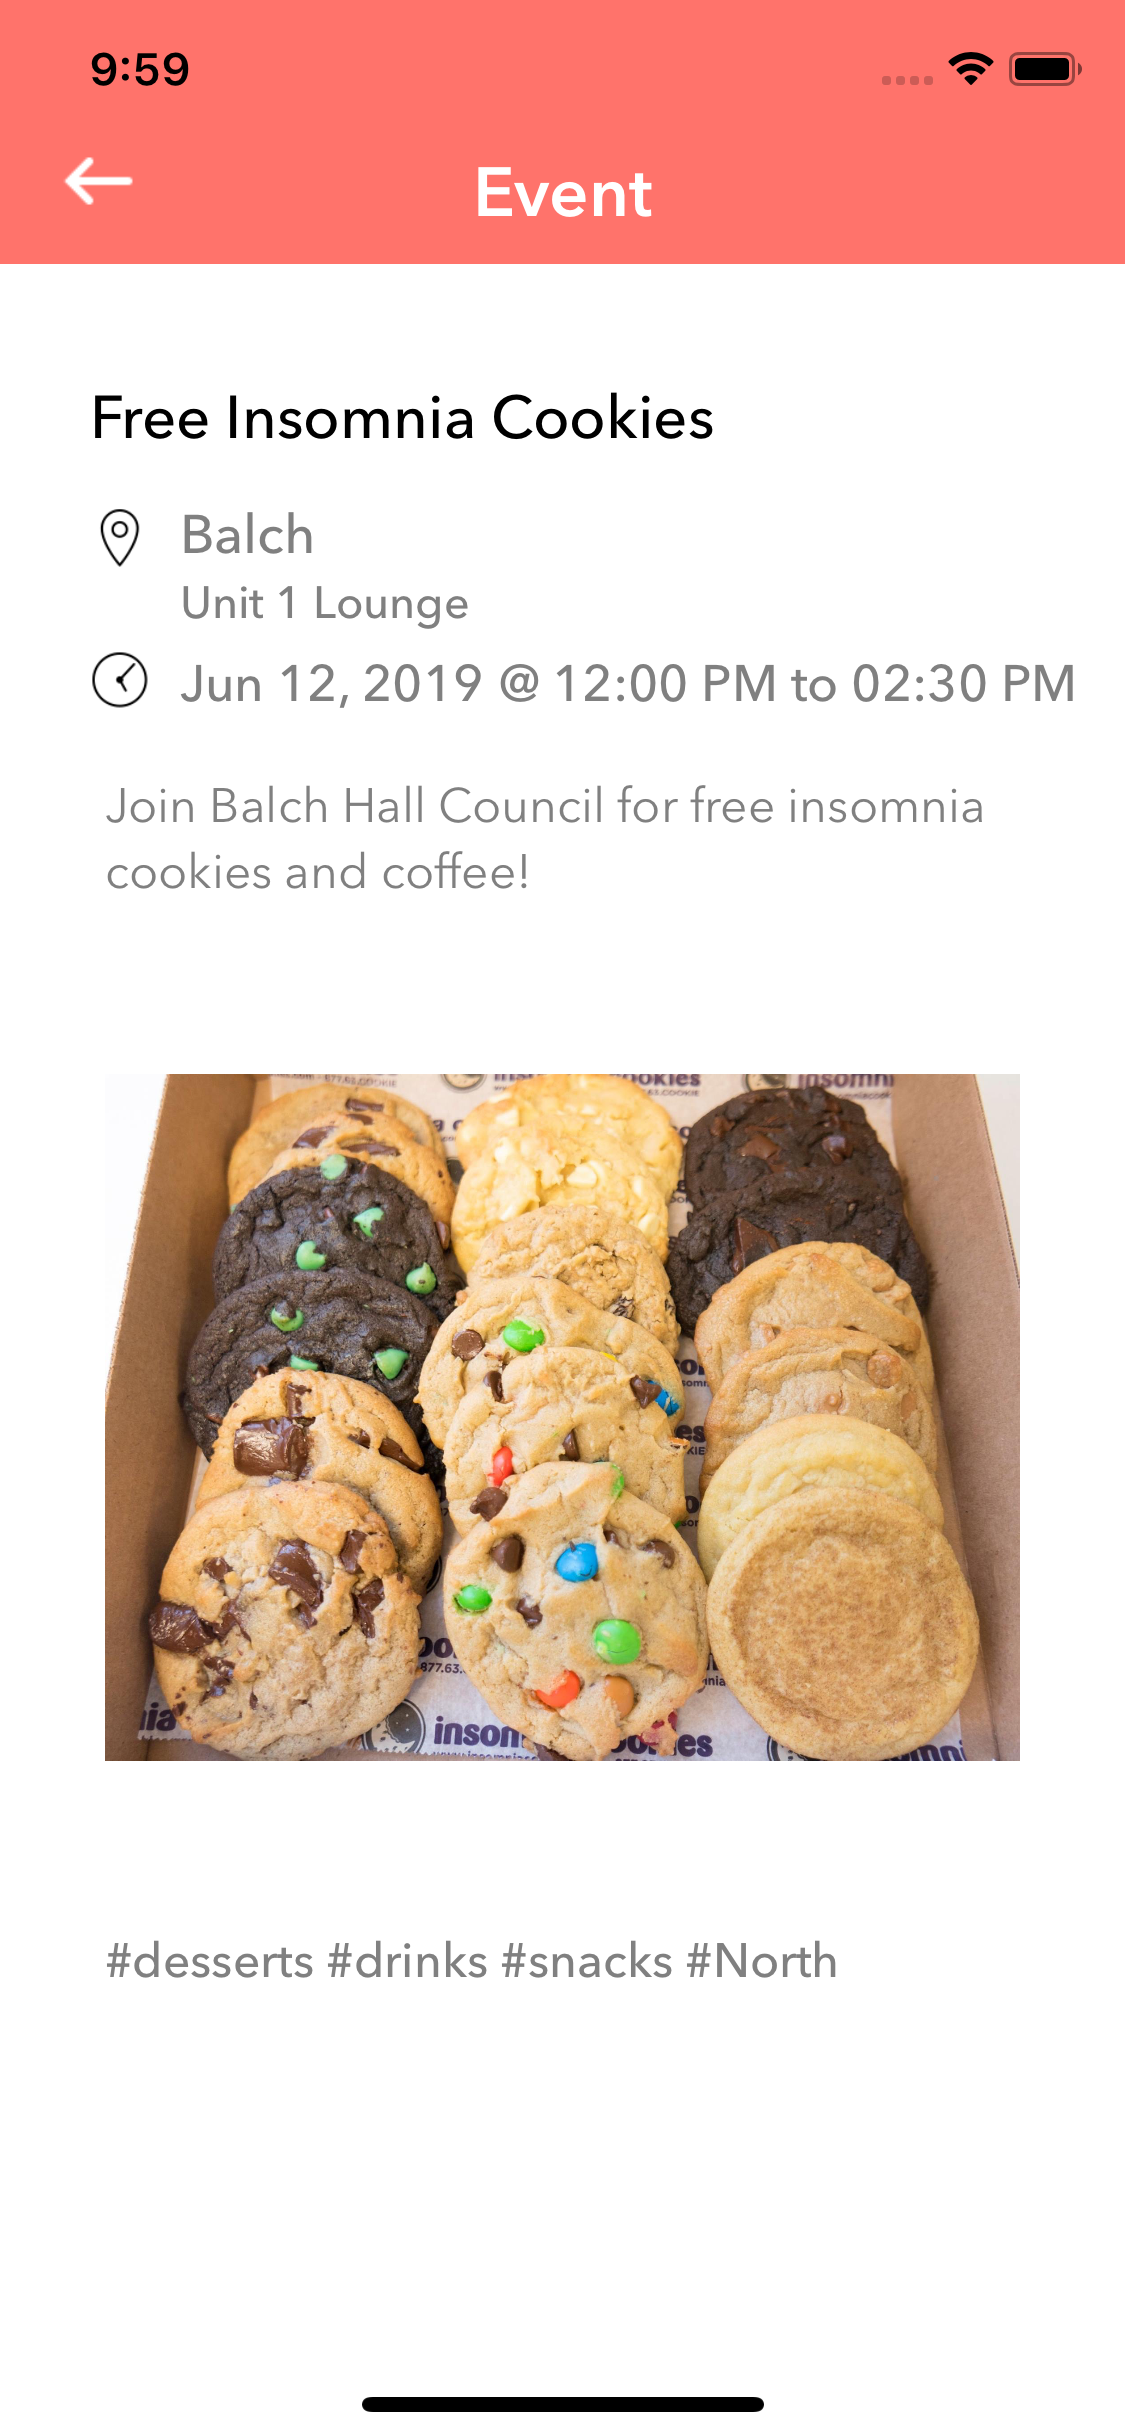 9:59
Event
Free Insomnia Cookies
Balch
Unit 1 Lounge
Jun 12, 2019 @ 12:00 PM to 02:30 PM
Join Balch Hall Council for free insomnia
cookies and coffee!
#desserts #drinks #snacks #North